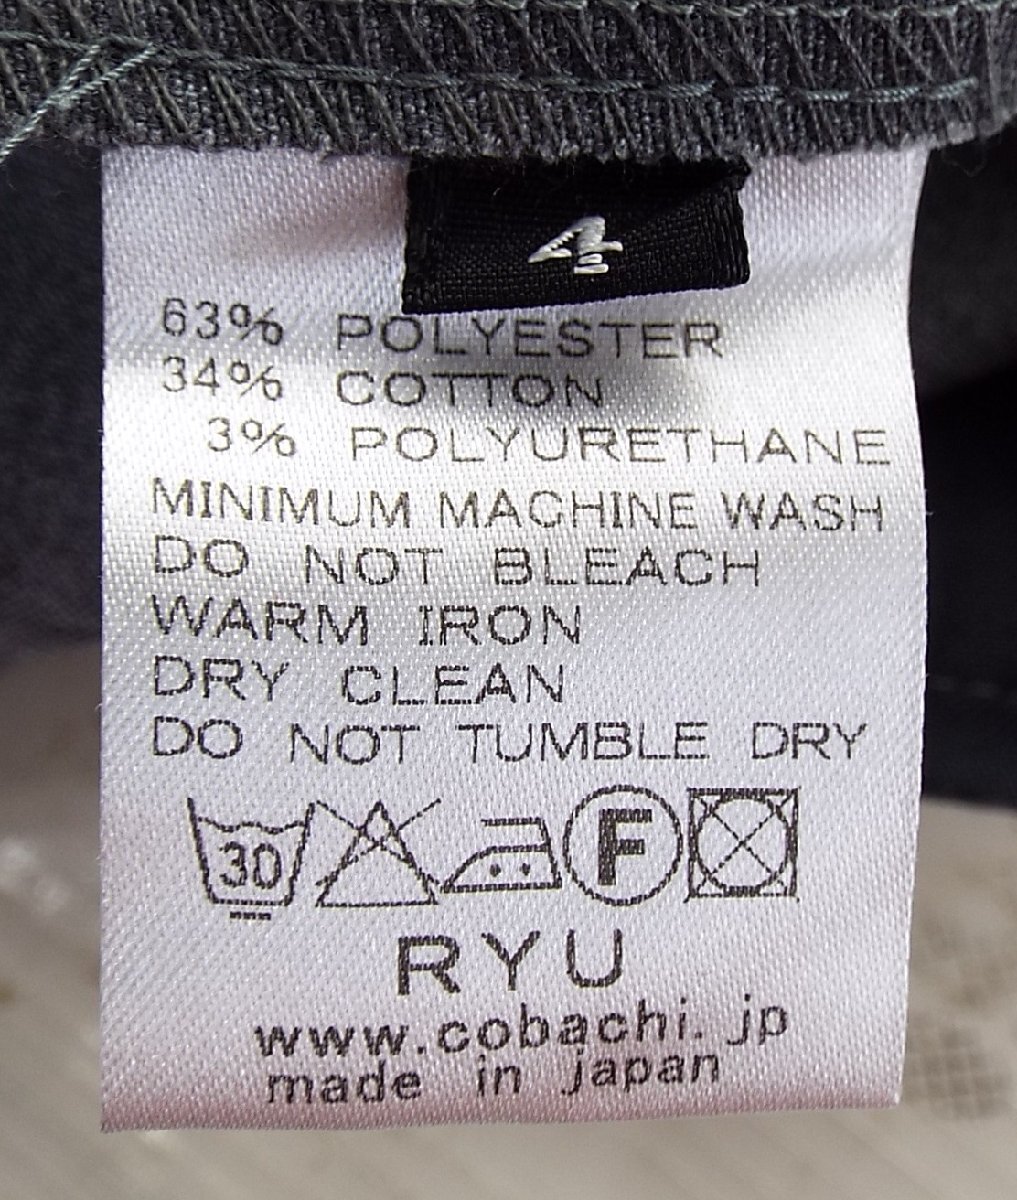 4
63% POLYESTER
34% COTTON
3% POLYURETHANE
MINIMUM MACHINE WASH
DO NOT BLEACH
WARM IRON
DRY CLEAN
DO NOT TUMBLE DRY
30 F
RYU
www.cobachi.jp
made in japan